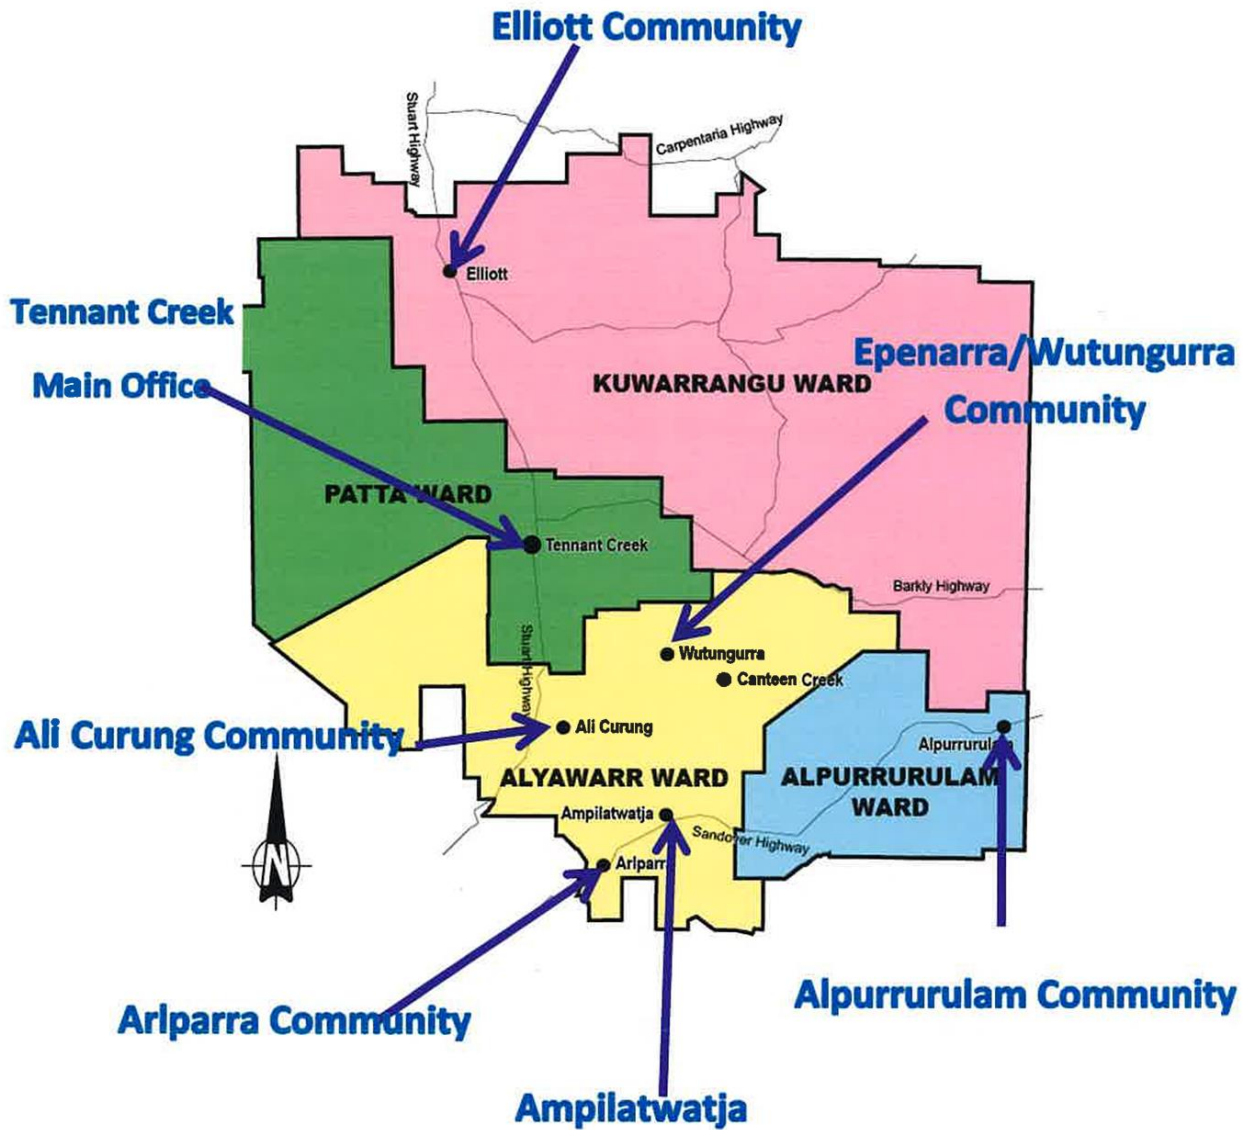 Elliott Community
Stuart Highway
Carpentaria Highway
Elliott
Tennant Creek
Main Office
Epenarra/Wutungurra
Community
KUWARRANGU WARD
PATTA WARD
Tennant Creek
Barkly Highway
Stuart Highway
Wutungurra
Canteen Creek
Ali Curung Community
Ali Curung
Alpurrurulam
ALYAWARR WARD
ALPURRURULAM
WARD
Ampilatwatja
Sandover Highway
Arlparra
N
Alpurrurulam Community
Arlparra Community
Ampilatwatja